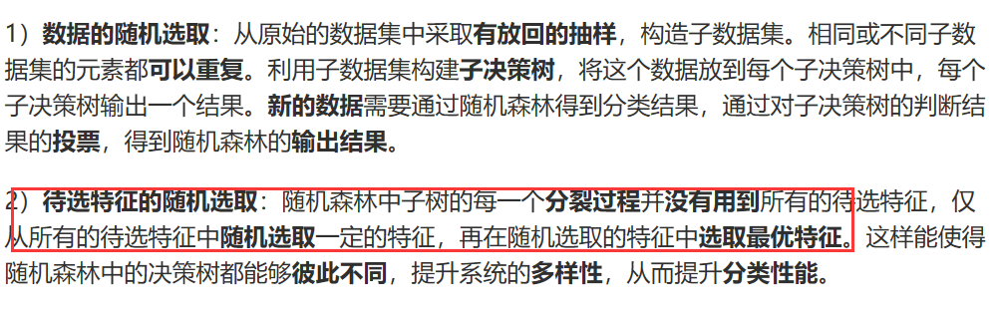 1）数据的随机选取：从原始的数据集中采取有放回的抽样，构造子数据集。相同或不同子数
据集的元素都可以重复。利用子数据集构建子决策树，将这个数据放到每个子决策树中，每个
子决策树输出一个结果。新的数据需要通过随机森林得到分类结果，通过对子决策树的判断结
果的投票，得到随机森林的输出结果。
2）待选特征的随机选取：随机森林中子树的每一个分裂过程并没有用到所有的待选特征，仅
从所有的待选特征中随机选取一定的特征，再在随机选取的特征中选取最优特征。这样能使得
随机森林中的决策树都能够彼此不同，提升系统的多样性，从而提升分类性能。